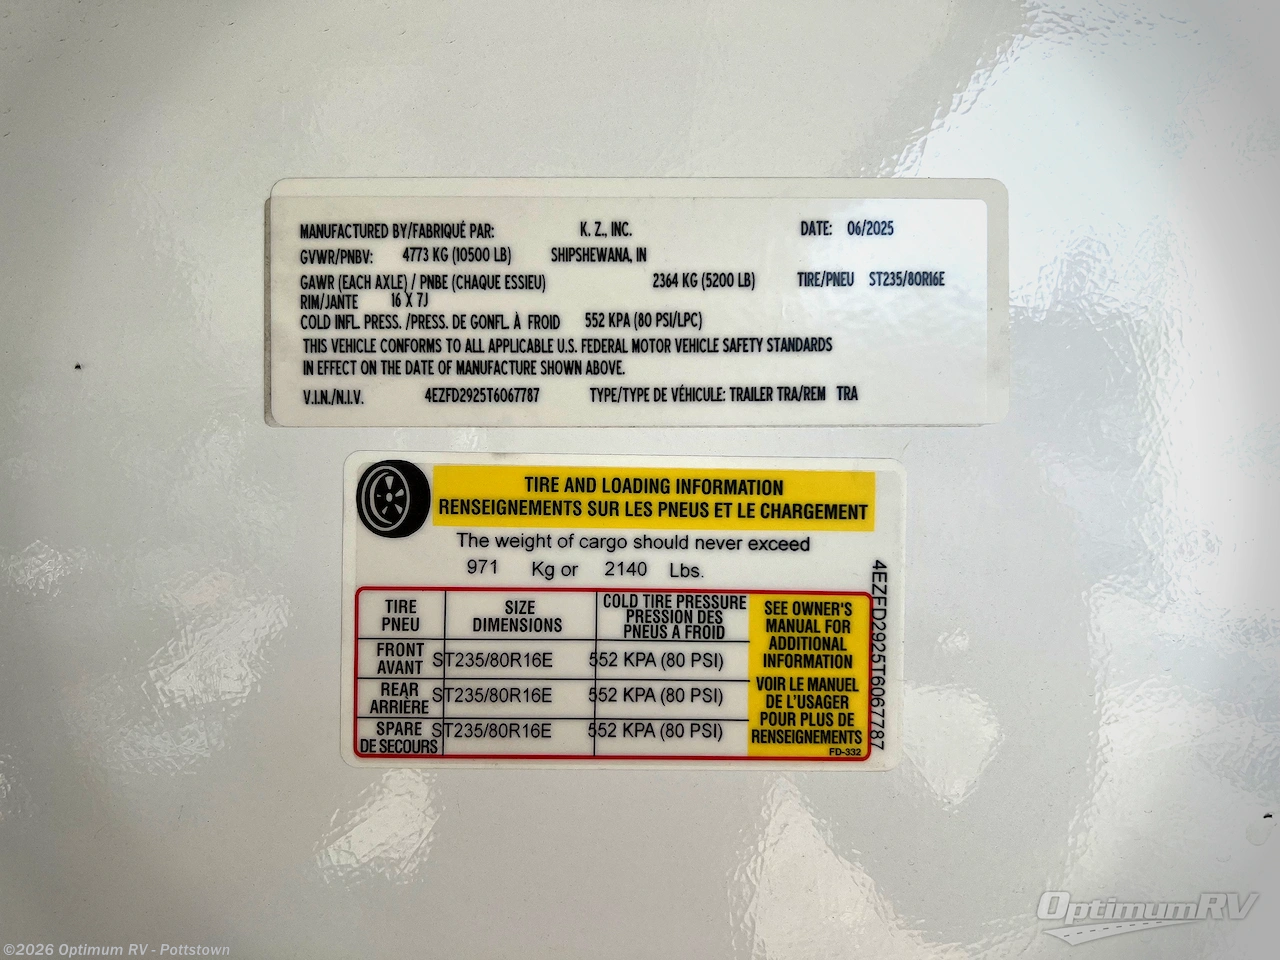 MANUFACTURED BY/FABRIQUÉ PAR: K. Z., INC. DATE: 06/2025
GVWR/PNBV: 4773 KG (10500 LB) SHIPSHEWANA, IN
GAWR (EACH AXLE) / PNBE (CHAQUE ESSIEU) 2364 KG (5200 LB) TIRE/PNEU ST235/80R16E
RIM/JANTE 16 X 7J
COLD INFL. PRESS. /PRESS. DE GONFL. À FROID 552 KPA (80 PSI/LPC)
THIS VEHICLE CONFORMS TO ALL APPLICABLE U.S. FEDERAL MOTOR VEHICLE SAFETY STANDARDS
IN EFFECT ON THE DATE OF MANUFACTURE SHOWN ABOVE.
V.I.N./N.I.V. 4EZFD2925T6067787 TYPE/TYPE DE VÉHICULE: TRAILER TRA/REM TRA
TIRE AND LOADING INFORMATION
RENSEIGNEMENTS SUR LES PNEUS ET LE CHARGEMENT
The weight of cargo should never exceed
971 Kg or 2140 Lbs.
TIRE
PNEU
SIZE
DIMENSIONS
COLD TIRE PRESSURE
PRESSION DES
PNEUS A FROID
FRONT
AVANT
ST235/80R16E
552 KPA (80 PSI)
REAR
ARRIÈRE
ST235/80R16E
552 KPA (80 PSI)
SPARE
DE SECOURS
ST235/80R16E
552 KPA (80 PSI)
SEE OWNER'S
MANUAL FOR
ADDITIONAL
INFORMATION
VOIR LE MANUEL
DE L'USAGER
POUR PLUS DE
RENSEIGNEMENTS
FD-332
4EZFD2925T6067787
OptimumRV
©2026 Optimum RV - Pottstown